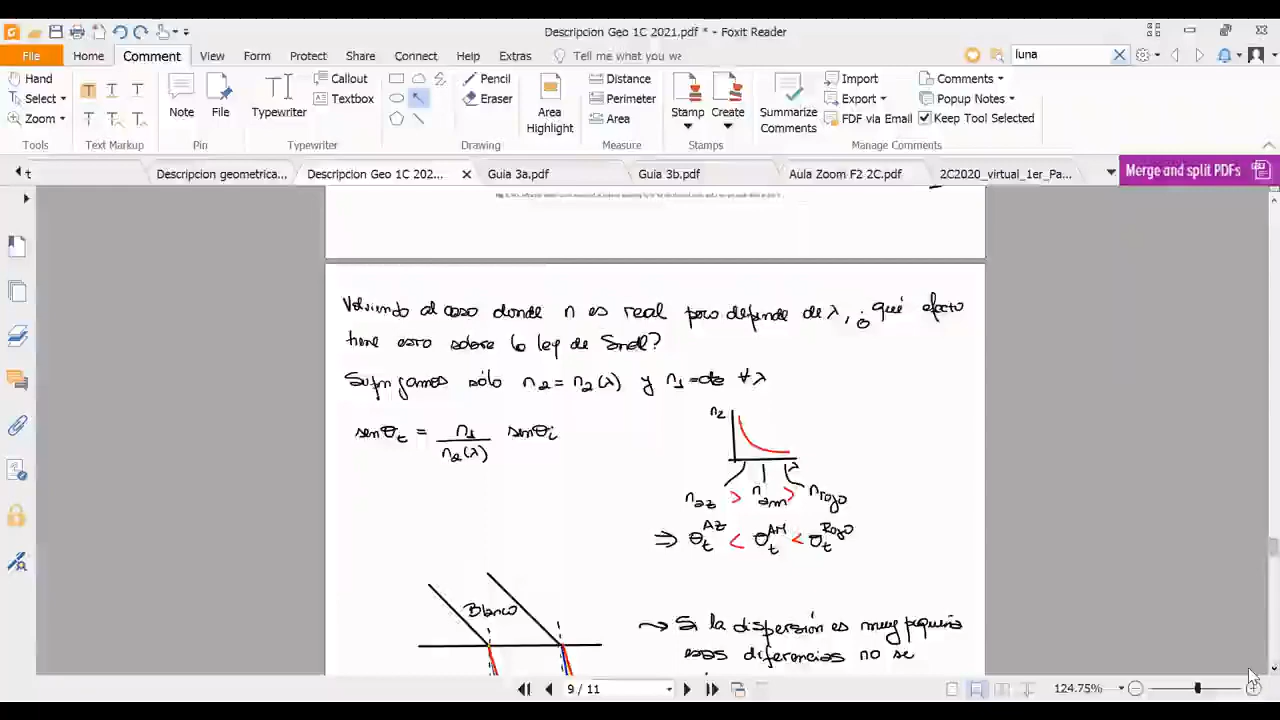 Descripcion Geo 1C 2021.pdf * - Foxit Reader
File Home Comment View Form Protect Share Connect Help Extras Tell me what you w luna
Hand Callout Pencil Distance Import Comments
Select Note File Typewriter Textbox Eraser Area Highlight Perimeter Stamp Create Summarize Comments Export Popup Notes
Zoom Area FDF via Email Keep Tool Selected
Tools Text Markup Pin Typewriter Drawing Measure Stamps Manage Comments
t Descripcion geometrica... Descripcion Geo 1C 202... Guia 3a.pdf Guia 3b.pdf Aula Zoom F2 2C.pdf 2C2020_virtual_1er_Pa... Merge and split PDFs
Volviendo al caso donde n es real pero depende de λ, ¿qué efecto
tiene esto sobre la ley de Snell?
Supongamos sólo n2 = n2(λ) y n1 = cte ∀ λ
n2
senθt = n1 / n2(λ) senθi
λ
naz > nam > nrojo
⇒ θt^AZ < θt^AM < θt^Rojo
Blanco
→ Si la dispersión es muy pequeña
esas diferencias no se
9 / 11 124.75%